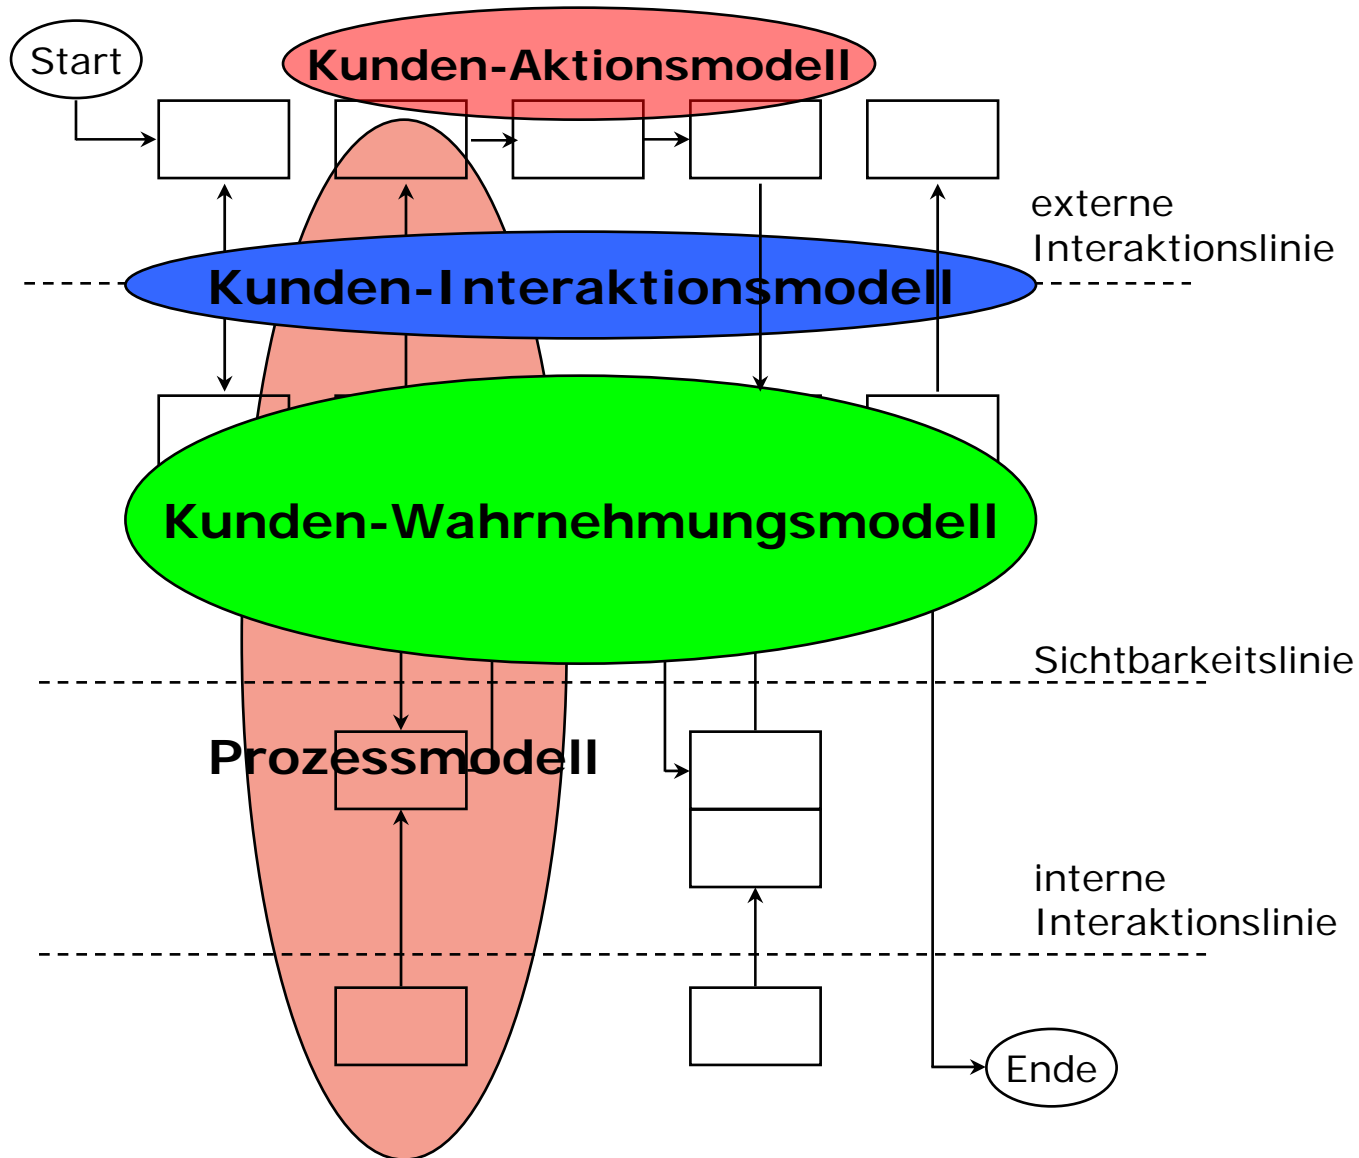 Start
Kunden-Aktionsmodell
externe
Interaktionslinie
Kunden-Interaktionsmodell
Kunden-Wahrnehmungsmodell
Sichtbarkeitslinie
Prozessmodell
interne
Interaktionslinie
Ende